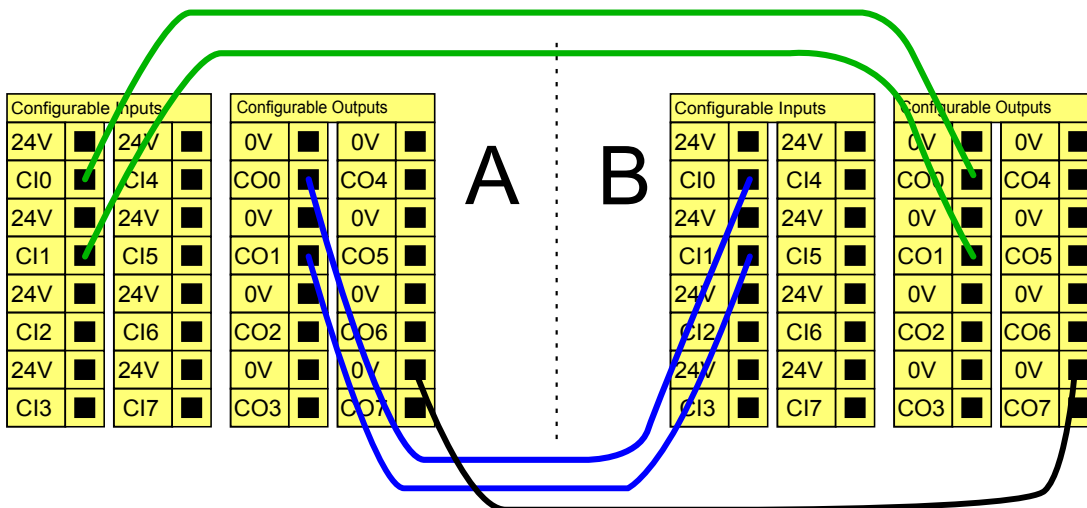 Configurable Inputs
24V 24V
CI0 CI4
24V 24V
CI1 CI5
24V 24V
CI2 CI6
24V 24V
CI3 CI7
Configurable Outputs
0V 0V
CO0 CO4
0V 0V
CO1 CO5
0V 0V
CO2 CO6
0V 0V
CO3 CO7
A
B
Configurable Inputs
24V 24V
CI0 CI4
24V 24V
CI1 CI5
24V 24V
CI2 CI6
24V 24V
CI3 CI7
Configurable Outputs
0V 0V
CO0 CO4
0V 0V
CO1 CO5
0V 0V
CO2 CO6
0V 0V
CO3 CO7